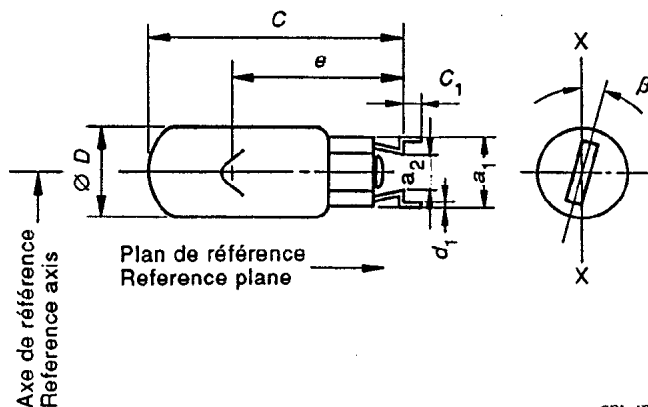 C
e
C₁
X
β
Ø D
a₂
a₁
d₁
Plan de référence
Reference plane
X
Axe de référence
Reference axis